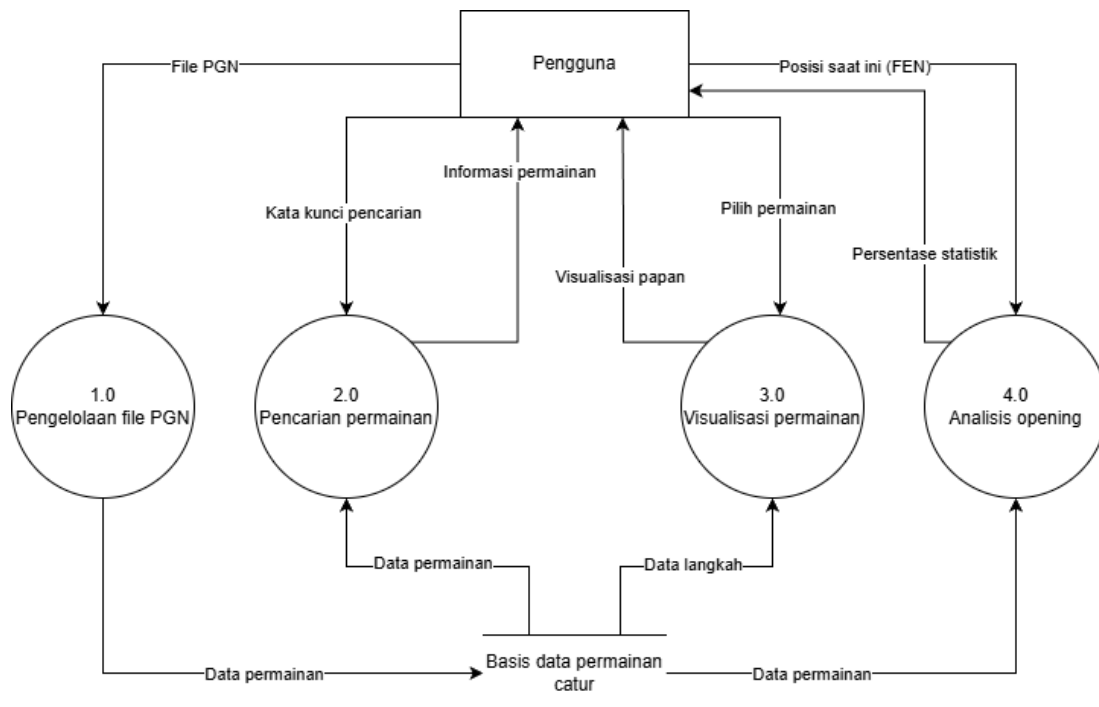 Pengguna
File PGN
Posisi saat ini (FEN)
Informasi permainan
Kata kunci pencarian
Pilih permainan
Persentase statistik
Visualisasi papan
1.0
Pengelolaan file PGN
2.0
Pencarian permainan
3.0
Visualisasi permainan
4.0
Analisis opening
Data permainan
Data langkah
Basis data permainan
catur
Data permainan
Data permainan